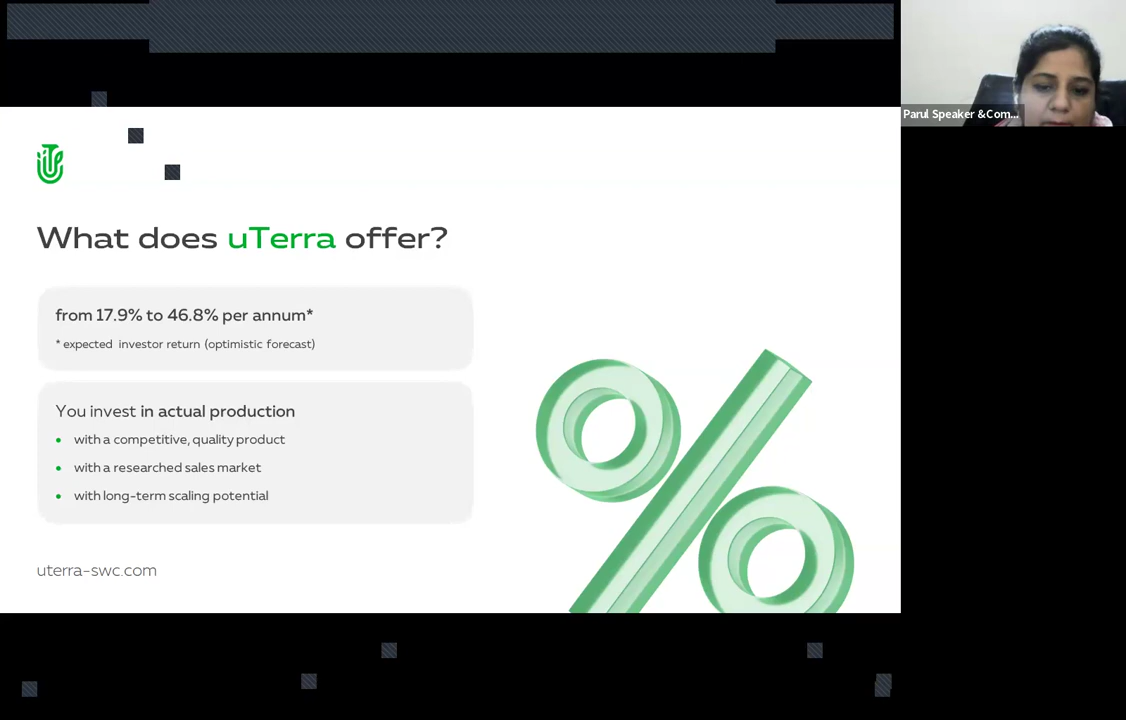 Parul Speaker &Com...
What does uTerra offer?
from 17.9% to 46.8% per annum*
* expected investor return (optimistic forecast)
You invest in actual production
• with a competitive, quality product
• with a researched sales market
• with long-term scaling potential
uterra-swc.com